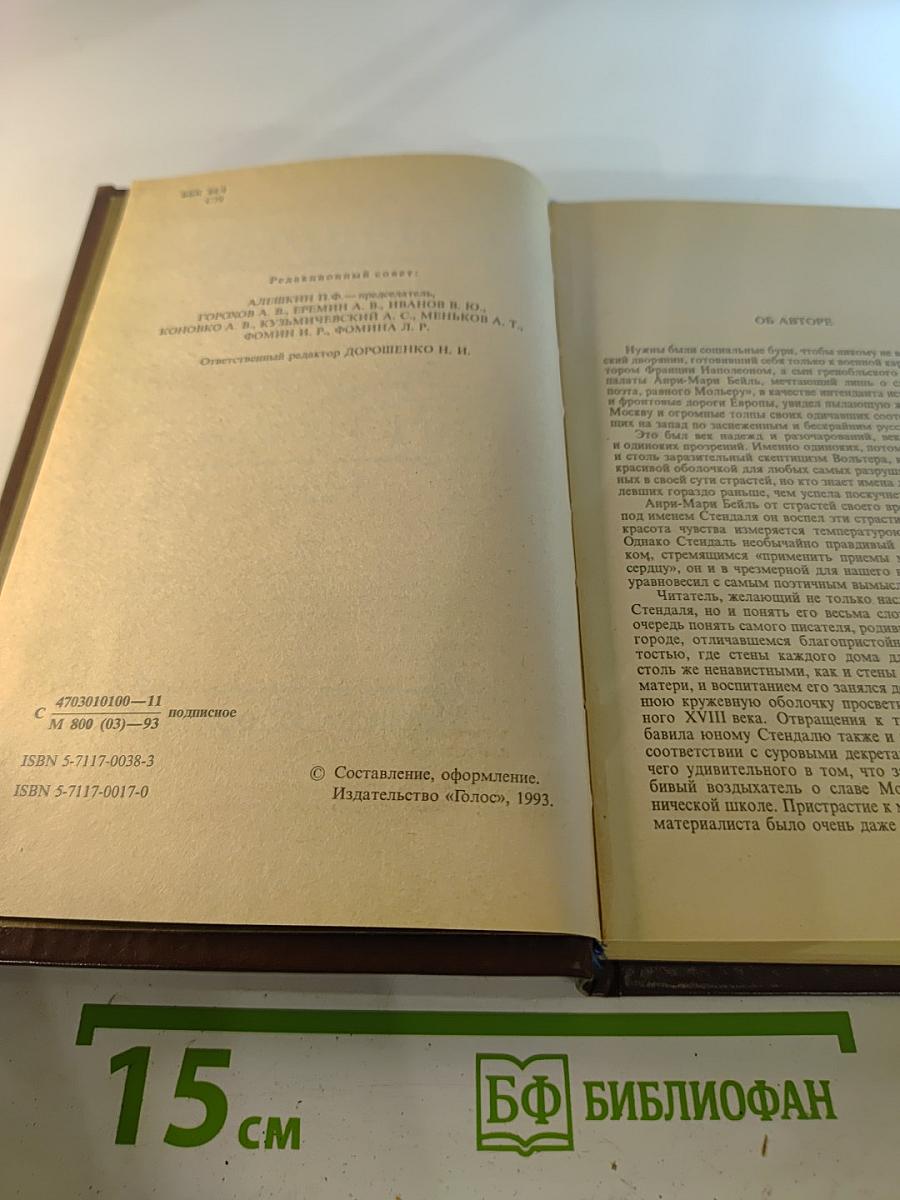 ББК 84.4
С79
Редакционный совет:
АЛЕШКИН П.Ф.— председатель,
ГОРОХОВ А. В., ЕРЕМИН А. В., ИВАНОВ В. Ю.,
КОНОВКО А. В., КУЗЬМИЧЕВСКИЙ А. С., МЕНЬКОВ А. Т.,
ФОМИН И. Р., ФОМИНА Л. Р.
Ответственный редактор ДОРОШЕНКО Н. И.
С 4703010100—11
М 800 (03)—93 подписное
ISBN 5-7117-0038-3
ISBN 5-7117-0017-0
© Составление, оформление.
Издательство «Голос», 1993.
ОБ АВТОРЕ
Нужны были социальные бури, чтобы никому не
ский дворянин, готовивший себя только к военной
тором Франции Наполеоном, а сын гренобльского
палаты Анри-Мари Бейль, мечтающий лишь о
поэта, равного Мольеру», в качестве интенданта
и фронтовые дороги Европы, увидел пылающую
Москву и огромные толпы своих одичавших
щих на запад по заснеженным и бескрайним
Это был век надежд и разочарований,
и одиноких прозрений. Именно одиноких,
и столь заразительный скептицизм Вольтера,
красивой оболочкой для любых самых
ных в своей сути страстей, но кто знает имена
левших гораздо раньше, чем успела
Анри-Мари Бейль от страстей своего
под именем Стендаля он воспел эти
красота чувства измеряется
Однако Стендаль необычайно правдивый
ком, стремящимся «применить приемы
сердцу», он и в чрезмерной для нашего
уравновесил с самым поэтичным
Читатель, желающий не только
Стендаля, но и понять его весьма
очередь понять самого писателя,
городе, отличавшемся
тостью, где стены каждого дома
столь же ненавистными, как и стены
матери, и воспитанием его занялся
нюю кружевную оболочку
ного XVIII века. Отвращения к
бавила юному Стендалю также и
соответствии с суровыми
чего удивительного в том, что
бивый воздыхатель о славе
нической школе. Пристрастие к
материалиста было очень даже
15 см
БФ БИБЛИОФАН